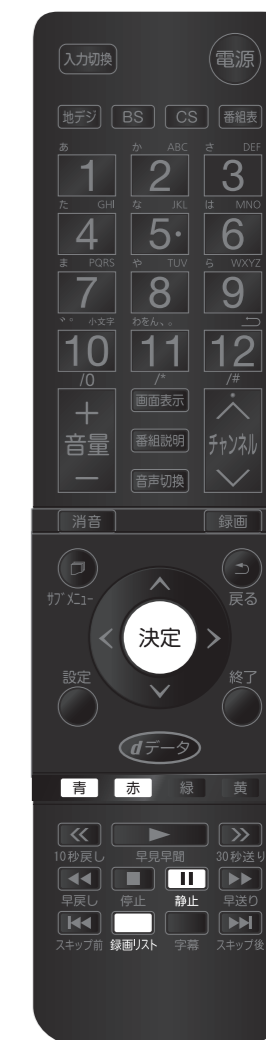 入力切換 電源
地デジ BS CS 番組表
あ か ABC さ DEF
1 2 3
た GHI な JKL は MNO
4 5・ 6
ま PQRS や TUV ら WXYZ
7 8 9
゛゜ 小文字 わをん、。
10 11 12
/0 /* /#
＋ 画面表示
音量 番組説明 チャンネル
－ 音声切換
消音 録画
サブメニュー 戻る
決定
設定 終了
dデータ
青 赤 緑 黄
10秒戻し 早見早聞 30秒送り
早戻し 停止 静止 早送り
スキップ前 録画リスト 字幕 スキップ後